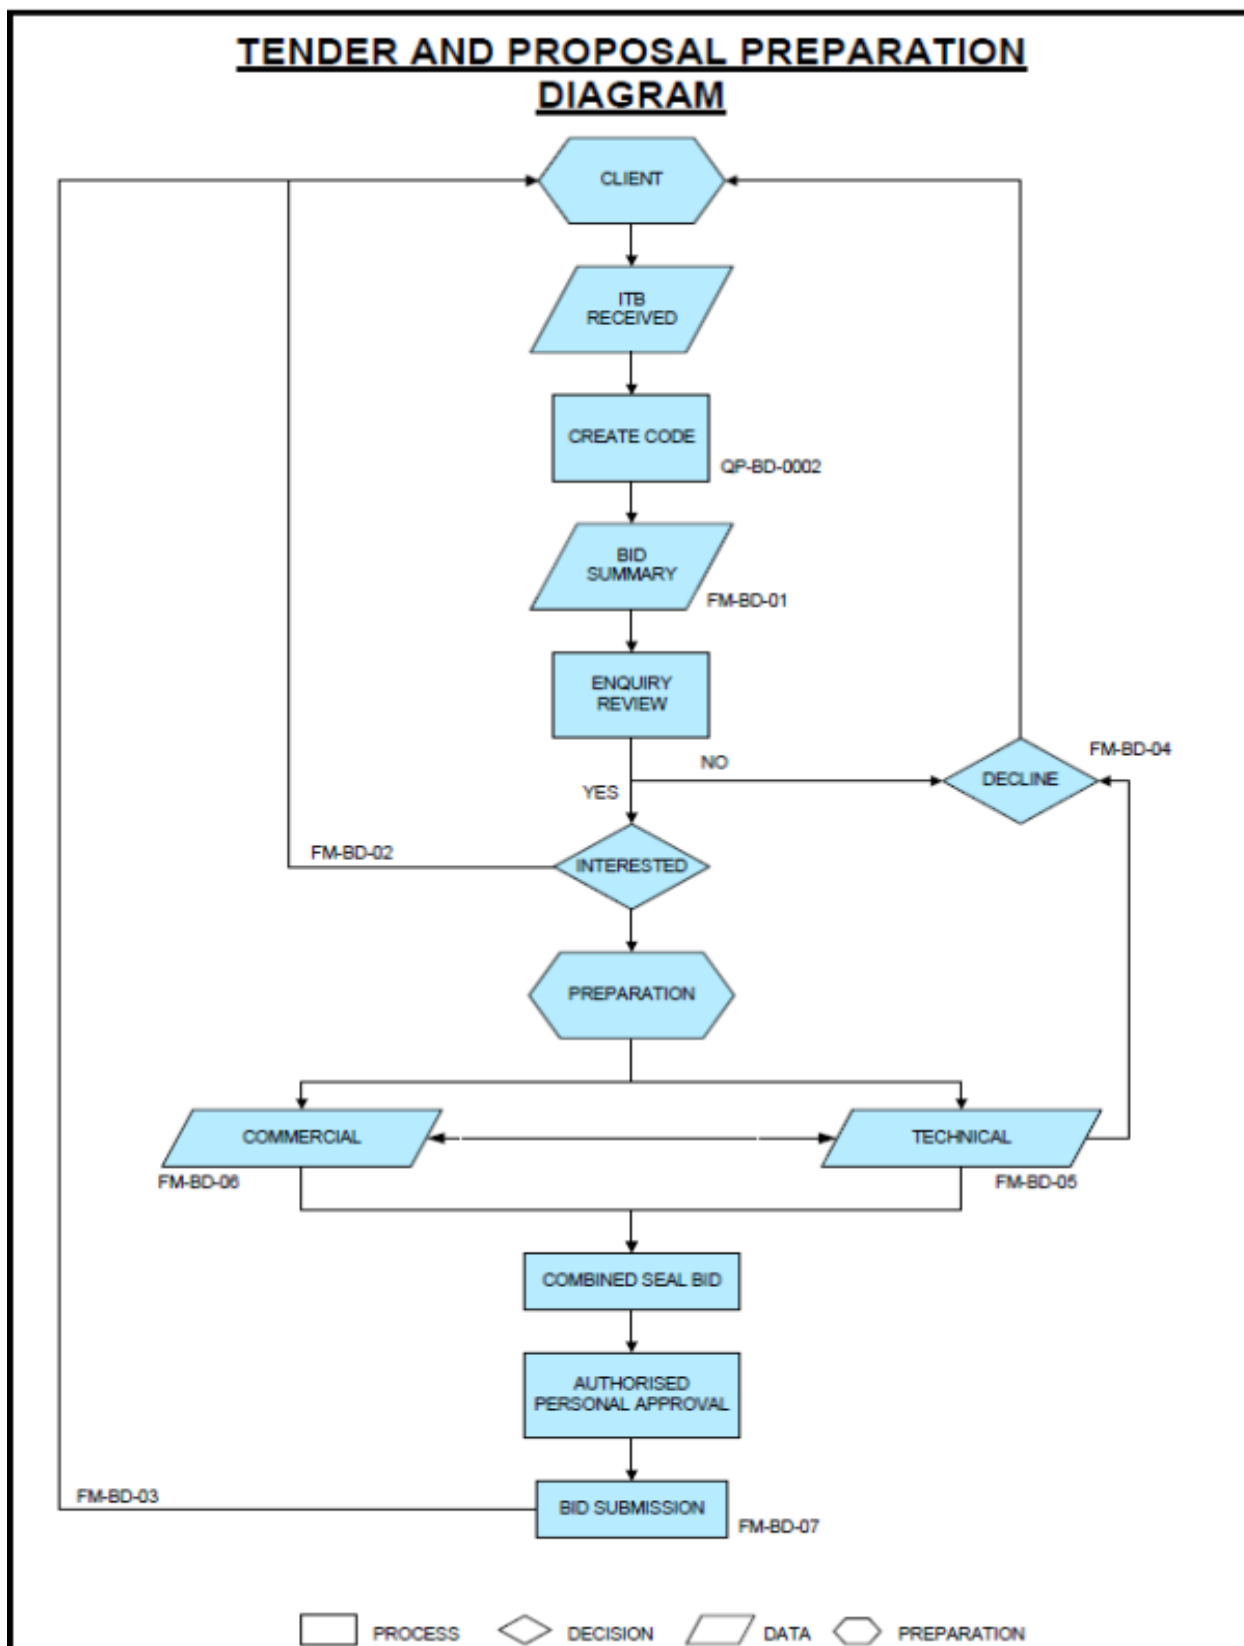 TENDER AND PROPOSAL PREPARATION
DIAGRAM
CLIENT
ITB
RECEIVED
CREATE CODE
QP-BD-0002
BID
SUMMARY
FM-BD-01
ENQUIRY
REVIEW
NO
YES
FM-BD-04
DECLINE
FM-BD-02
INTERESTED
PREPARATION
COMMERCIAL
FM-BD-06
TECHNICAL
FM-BD-05
COMBINED SEAL BID
AUTHORISED
PERSONAL APPROVAL
FM-BD-03
BID SUBMISSION
FM-BD-07
PROCESS
DECISION
DATA
PREPARATION